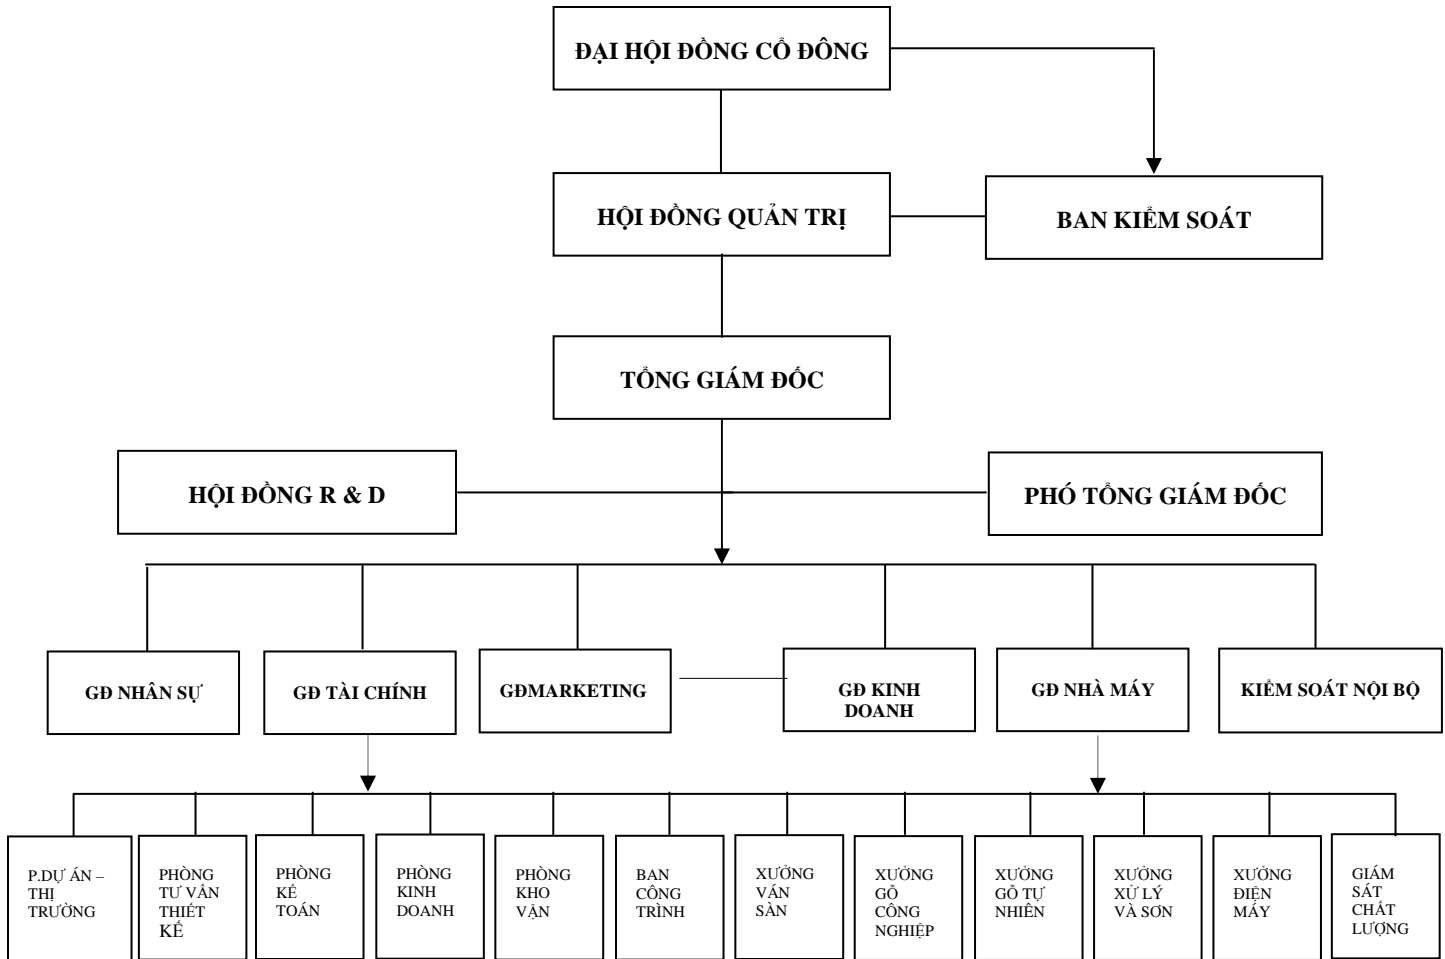 ĐẠI HỘI ĐỒNG CỔ ĐÔNG
HỘI ĐỒNG QUẢN TRỊ
BAN KIỂM SOÁT
TỔNG GIÁM ĐỐC
HỘI ĐỒNG R & D
PHÓ TỔNG GIÁM ĐỐC
GĐ NHÂN SỰ
GĐ TÀI CHÍNH
GĐMARKETING
GĐ KINH
DOANH
GĐ NHÀ MÁY
KIỂM SOÁT NỘI BỘ
P.DỰ ÁN –
THỊ
TRƯỜNG
PHÒNG
TƯ VẤN
THIẾT
KẾ
PHÒNG
KẾ
TOÁN
PHÒNG
KINH
DOANH
PHÒNG
KHO
VẬN
BAN
CÔNG
TRÌNH
XƯỞNG
VÁN
SÀN
XƯỞNG
GỖ
CÔNG
NGHIỆP
XƯỞNG
GỖ TỰ
NHIÊN
XƯỞNG
XỬ LÝ
VÀ SƠN
XƯỞNG
ĐIỆN
MÁY
GIÁM
SÁT
CHẤT
LƯỢNG